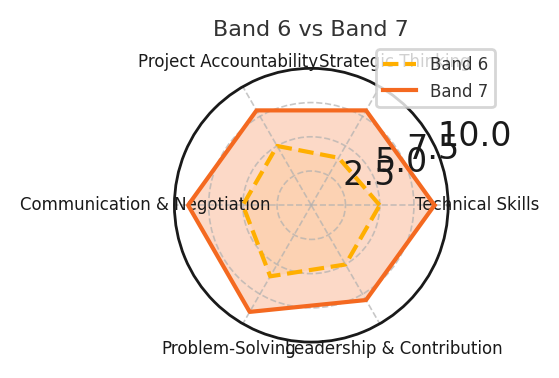 Band 6 vs Band 7
Project Accountability
Strategic Thinking
Band 6
Band 7
10.0
7.5
5.0
2.5
Communication & Negotiation
Technical Skills
Problem-Solving
Leadership & Contribution